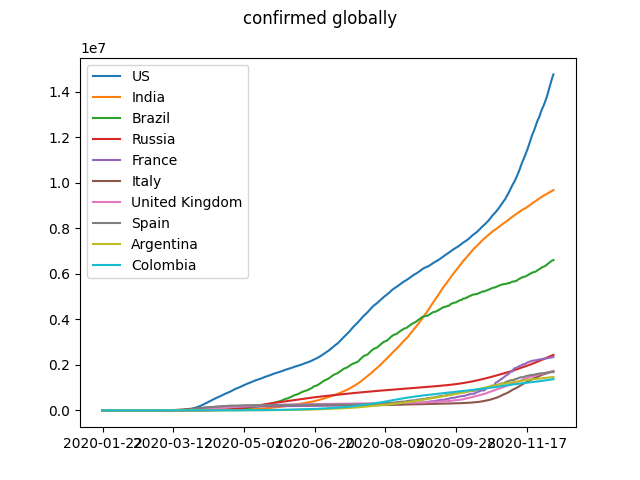 confirmed globally
1e7
1.4
1.2
1.0
0.8
0.6
0.4
0.2
0.0
US
India
Brazil
Russia
France
Italy
United Kingdom
Spain
Argentina
Colombia
2020-01-22 2020-03-12 2020-05-01 2020-06-20 2020-08-09 2020-09-28 2020-11-17